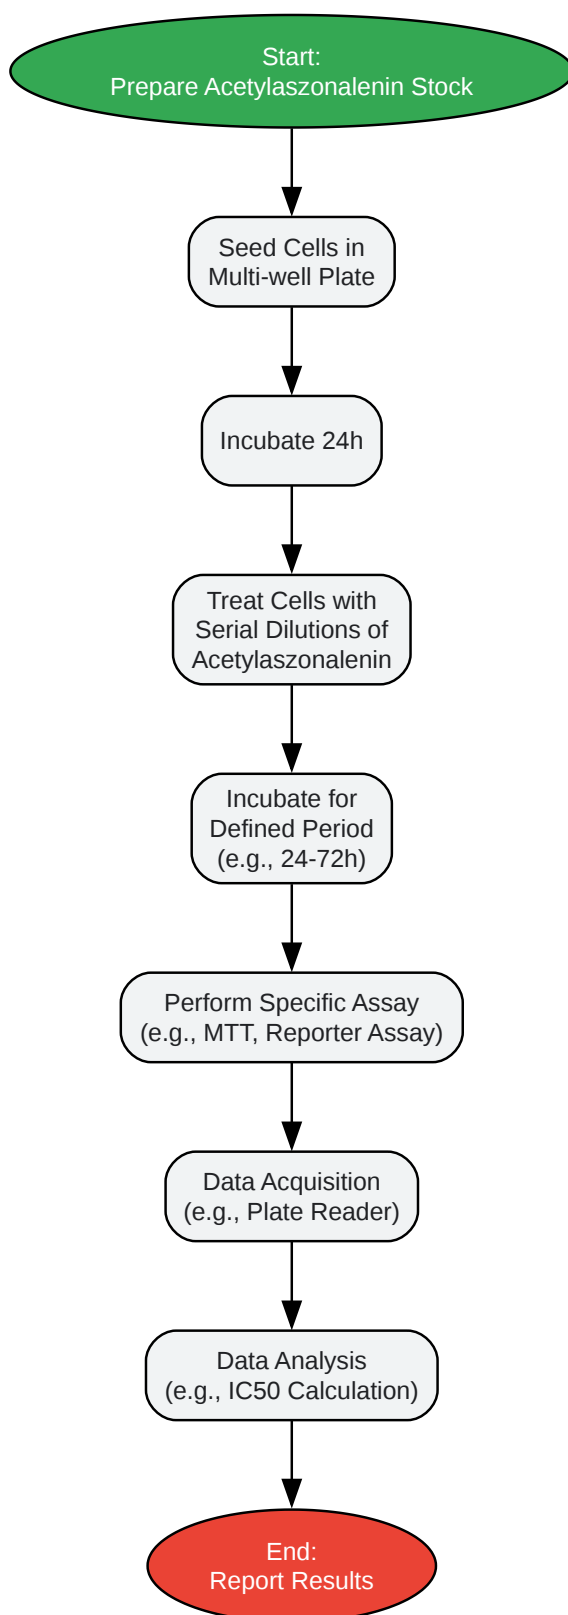 Start:
Prepare Acetylaszonalenin Stock
Seed Cells in
Multi-well Plate
Incubate 24h
Treat Cells with
Serial Dilutions of
Acetylaszonalenin
Incubate for
Defined Period
(e.g., 24-72h)
Perform Specific Assay
(e.g., MTT, Reporter Assay)
Data Acquisition
(e.g., Plate Reader)
Data Analysis
(e.g., IC50 Calculation)
End:
Report Results